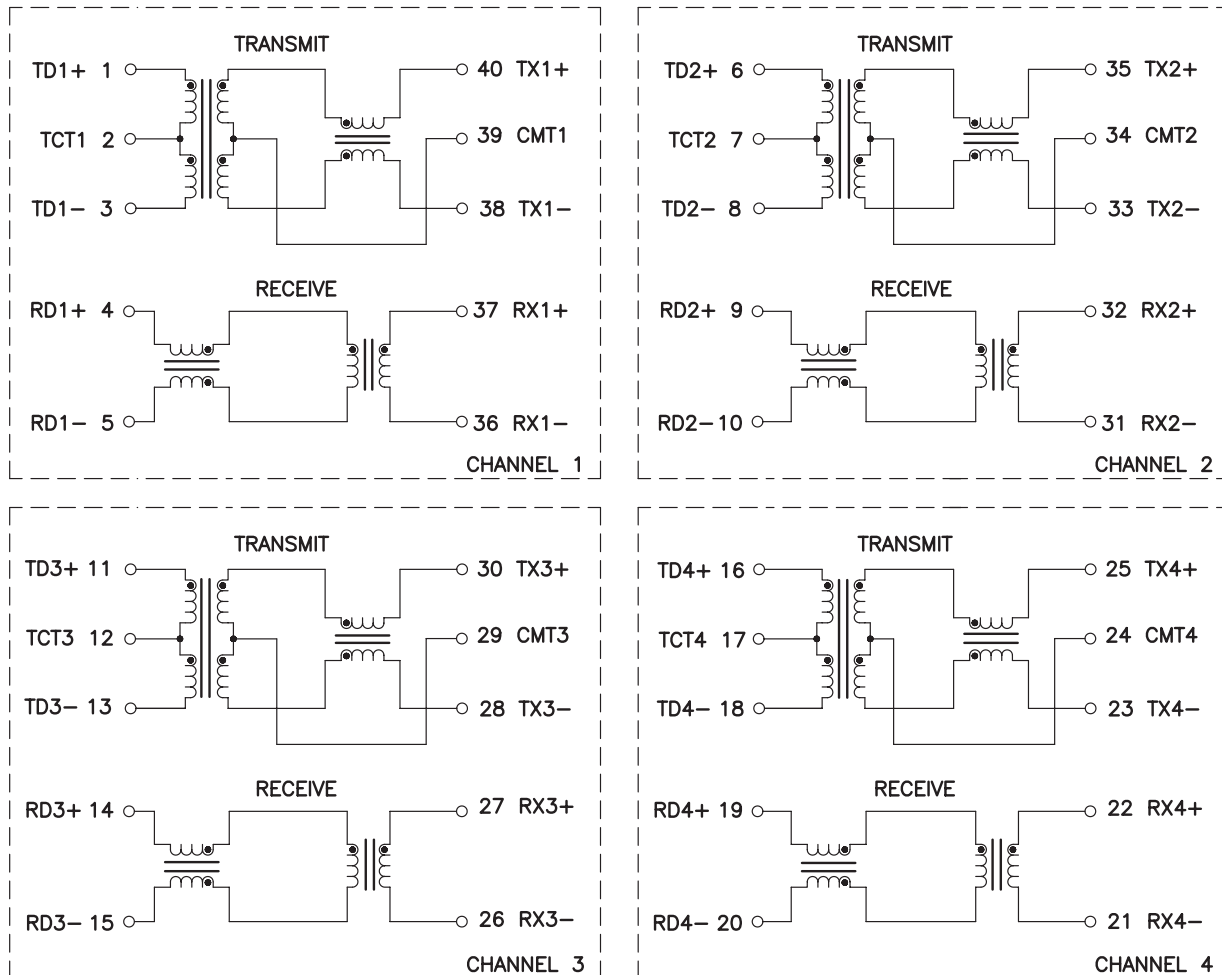 TRANSMIT
TD1+ 1
40 TX1+
TCT1 2
39 CMT1
TD1- 3
38 TX1-
RECEIVE
RD1+ 4
37 RX1+
RD1- 5
36 RX1-
CHANNEL 1
TRANSMIT
TD2+ 6
35 TX2+
TCT2 7
34 CMT2
TD2- 8
33 TX2-
RECEIVE
RD2+ 9
32 RX2+
RD2- 10
31 RX2-
CHANNEL 2
TRANSMIT
TD3+ 11
30 TX3+
TCT3 12
29 CMT3
TD3- 13
28 TX3-
RECEIVE
RD3+ 14
27 RX3+
RD3- 15
26 RX3-
CHANNEL 3
TRANSMIT
TD4+ 16
25 TX4+
TCT4 17
24 CMT4
TD4- 18
23 TX4-
RECEIVE
RD4+ 19
22 RX4+
RD4- 20
21 RX4-
CHANNEL 4